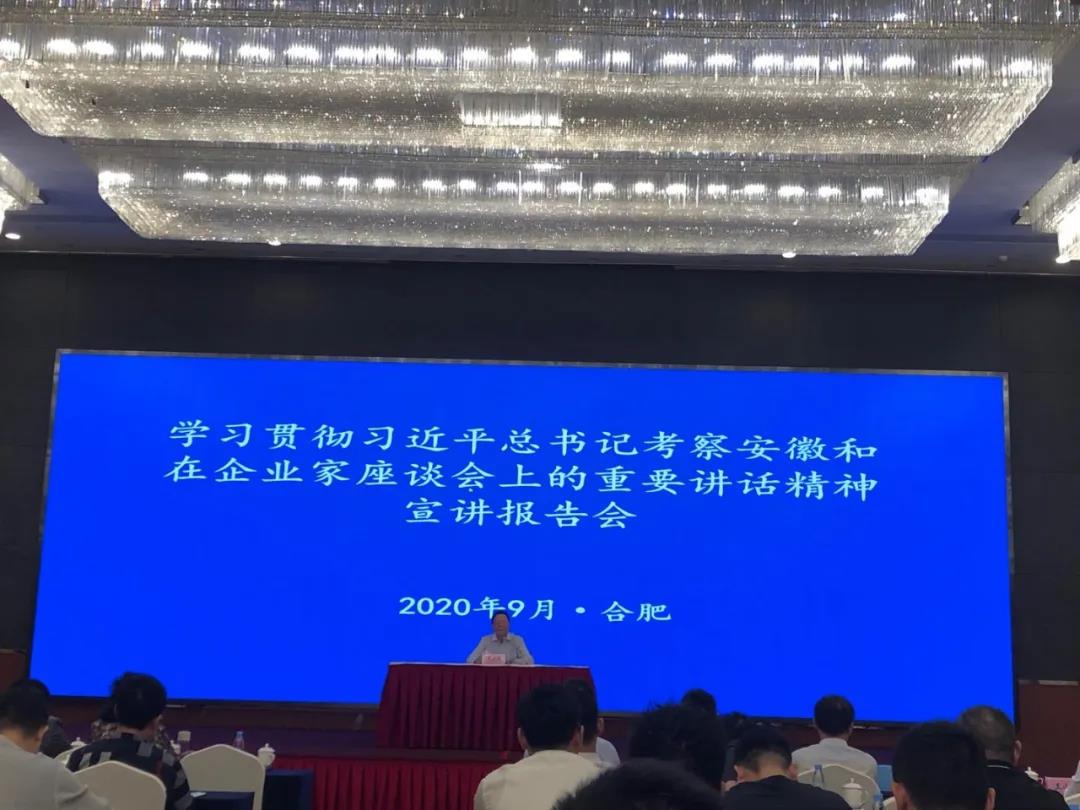 学习贯彻习近平总书记考察安徽和
在企业家座谈会上的重要讲话精神
宣讲报告会
2020年9月·合肥